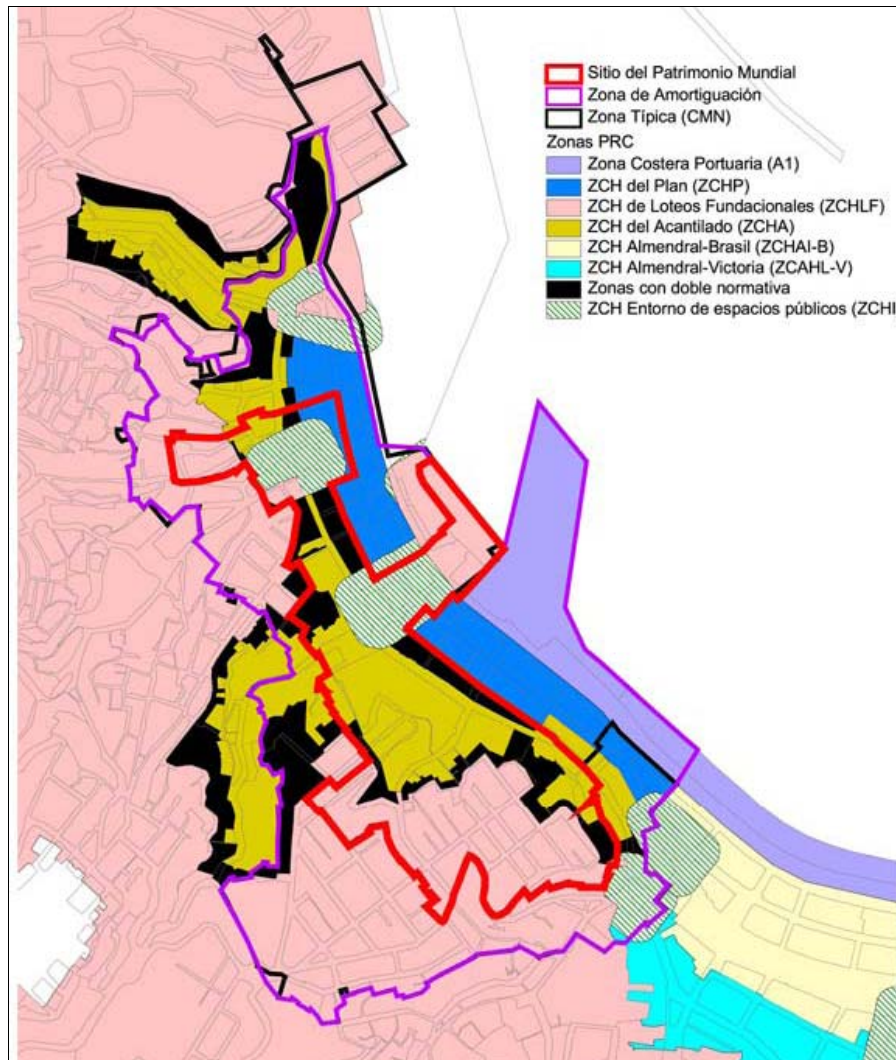 Sitio del Patrimonio Mundial
Zona de Amortiguación
Zona Típica (CMN)
Zonas PRC
Zona Costera Portuaria (A1)
ZCH del Plan (ZCHP)
ZCH de Loteos Fundacionales (ZCHLF)
ZCH del Acantilado (ZCHA)
ZCH Almendral-Brasil (ZCHAI-B)
ZCH Almendral-Victoria (ZCAHL-V)
Zonas con doble normativa
ZCH Entorno de espacios públicos (ZCHI